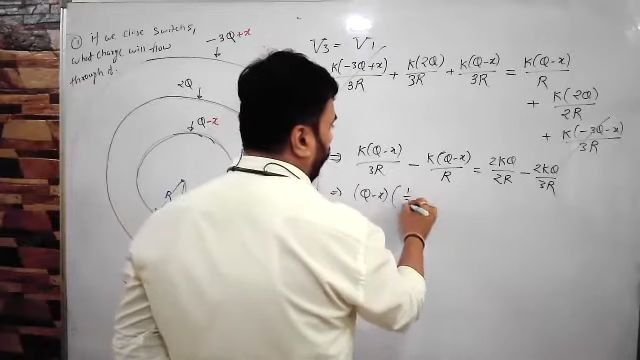 ① if we close switch,
what charge will flow
through it.
-3Q+x
2Q
Q-x
R
V₃ = V₁
K(-3Q+x)/3R + K(2Q)/3R + K(Q-x)/3R = K(Q-x)/R
+ K(2Q)/2R
+ K(-3Q-x)/3R
⇒ K(Q-x)/3R - K(Q-x)/R = 2KQ/2R - 2KQ/3R
⇒ (Q-x)(1/